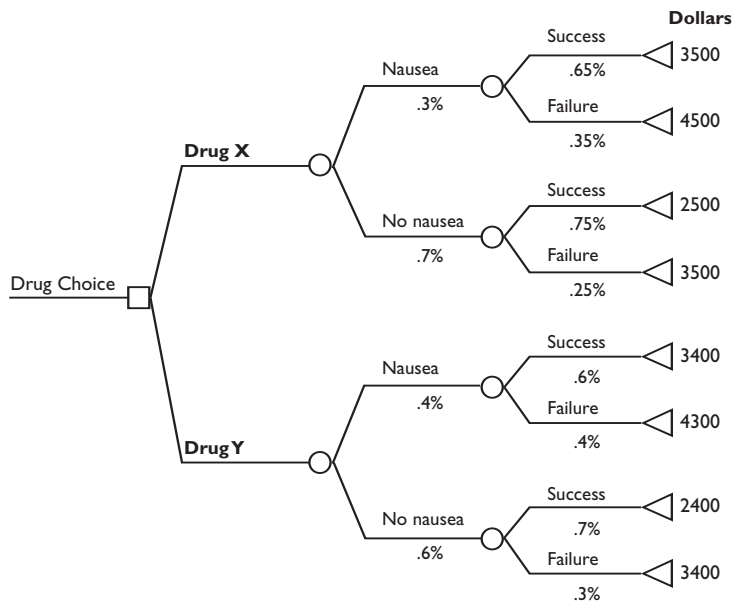 Dollars
Success
.65%
3500
Nausea
.3%
Failure
.35%
4500
Drug X
Success
.75%
2500
No nausea
.7%
Failure
.25%
3500
Drug Choice
Success
.6%
3400
Nausea
.4%
Failure
.4%
4300
Drug Y
Success
.7%
2400
No nausea
.6%
Failure
.3%
3400